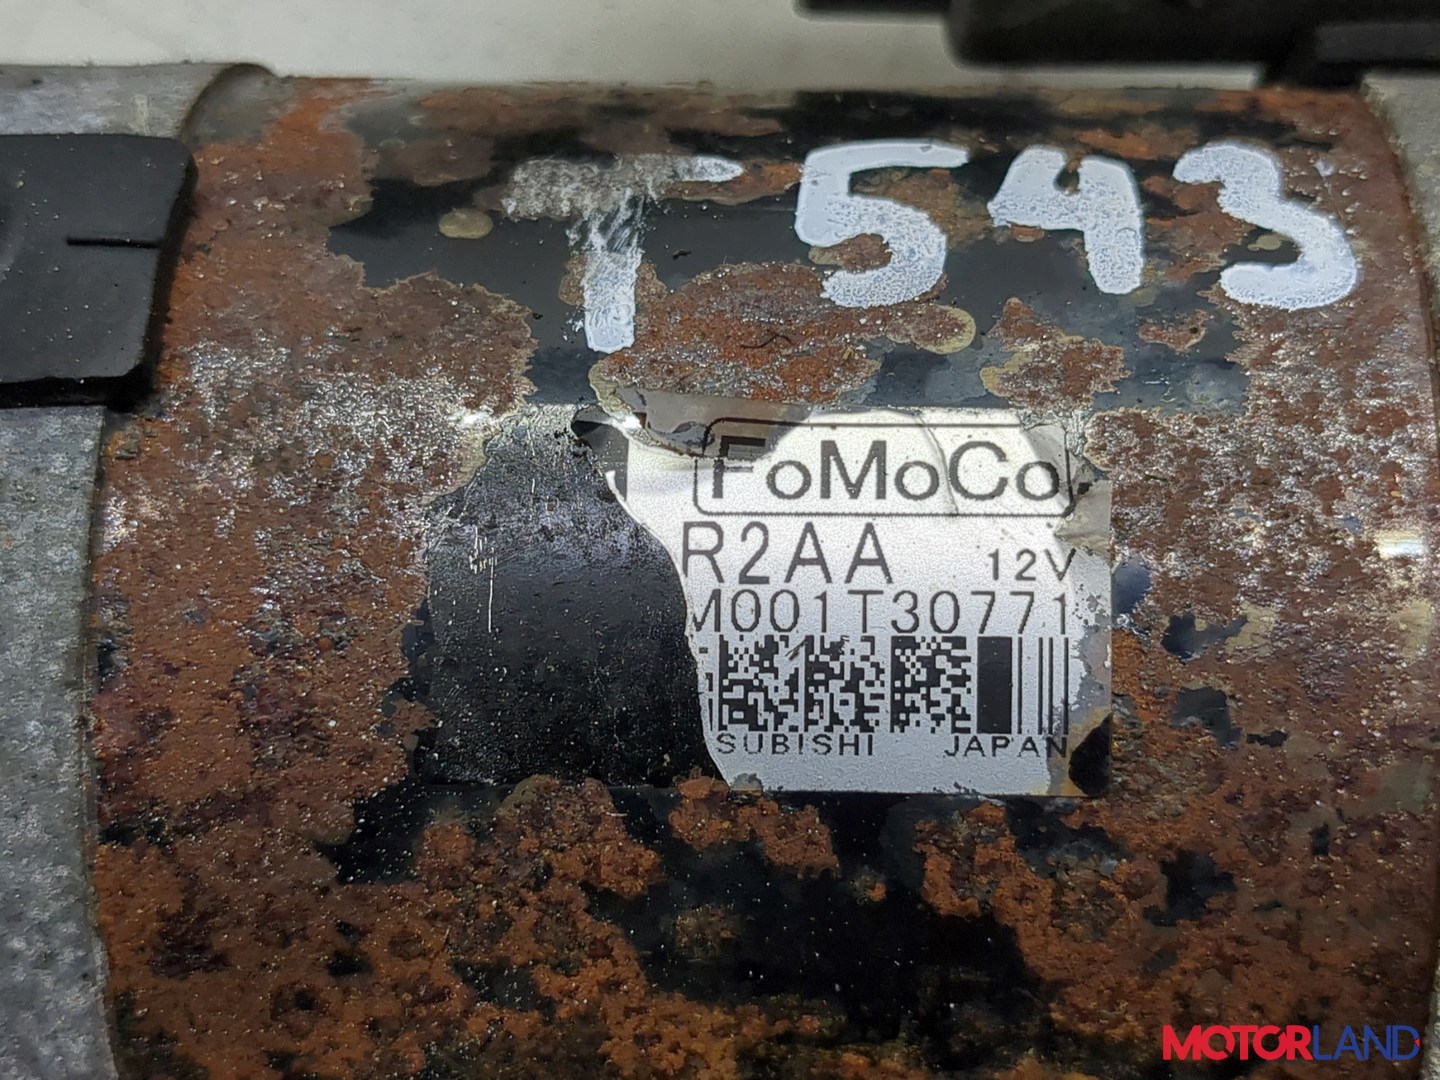 T543
FoMoCo
R2AA 12V
M001T30771
SUBISHI JAPAN
MOTORLAND